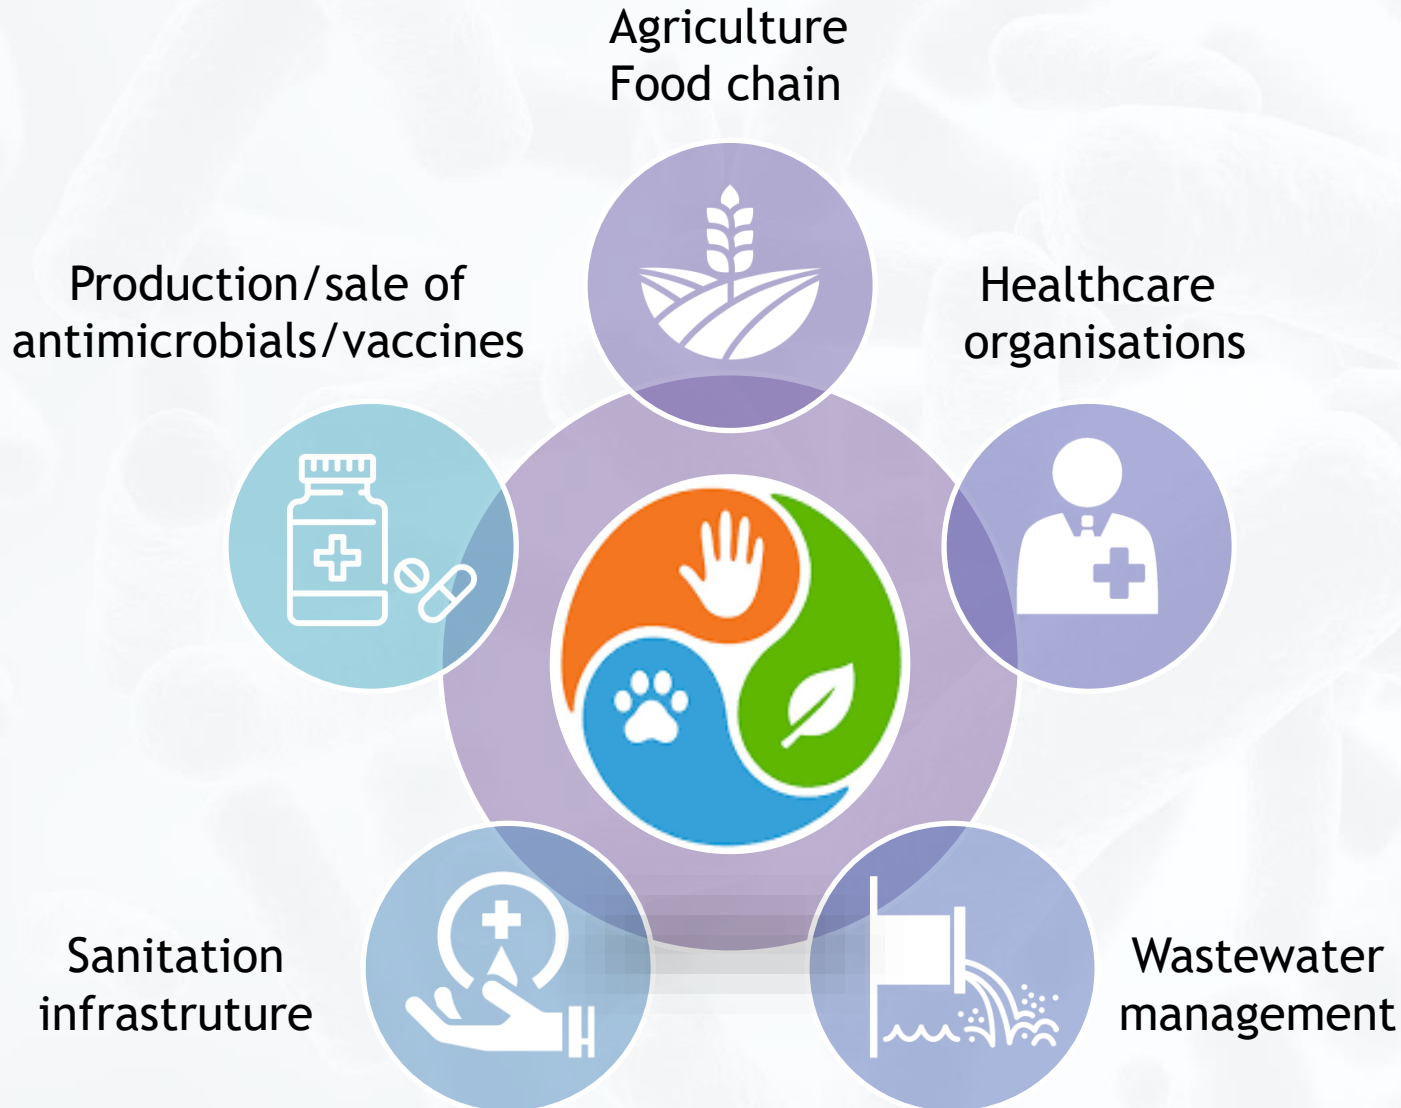 Agriculture
Food chain
Production/sale of
antimicrobials/vaccines
Healthcare
organisations
Sanitation
infrastruture
Wastewater
management